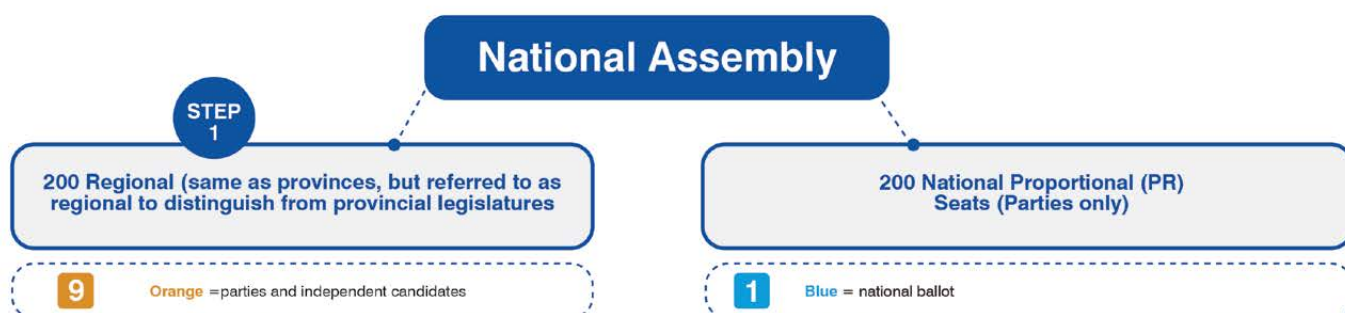 National Assembly
STEP
1
200 Regional (same as provinces, but referred to as
regional to distinguish from provincial legislatures
200 National Proportional (PR)
Seats (Parties only)
9
Orange =parties and independent candidates
1
Blue = national ballot